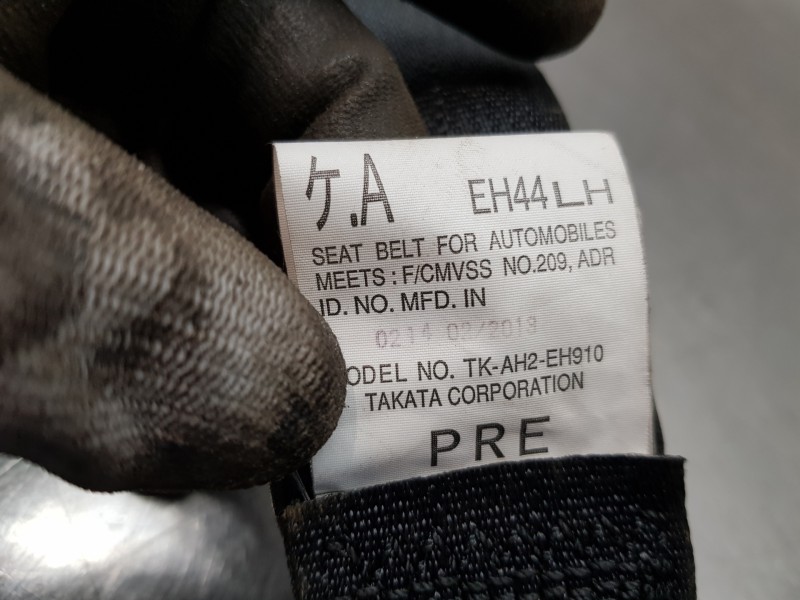 ケ.A EH44LH
SEAT BELT FOR AUTOMOBILES
MEETS : F/CMVSS NO.209, ADR
ID. NO. MFD. IN
0214 02/2013
ODEL NO. TK-AH2-EH910
TAKATA CORPORATION
PRE